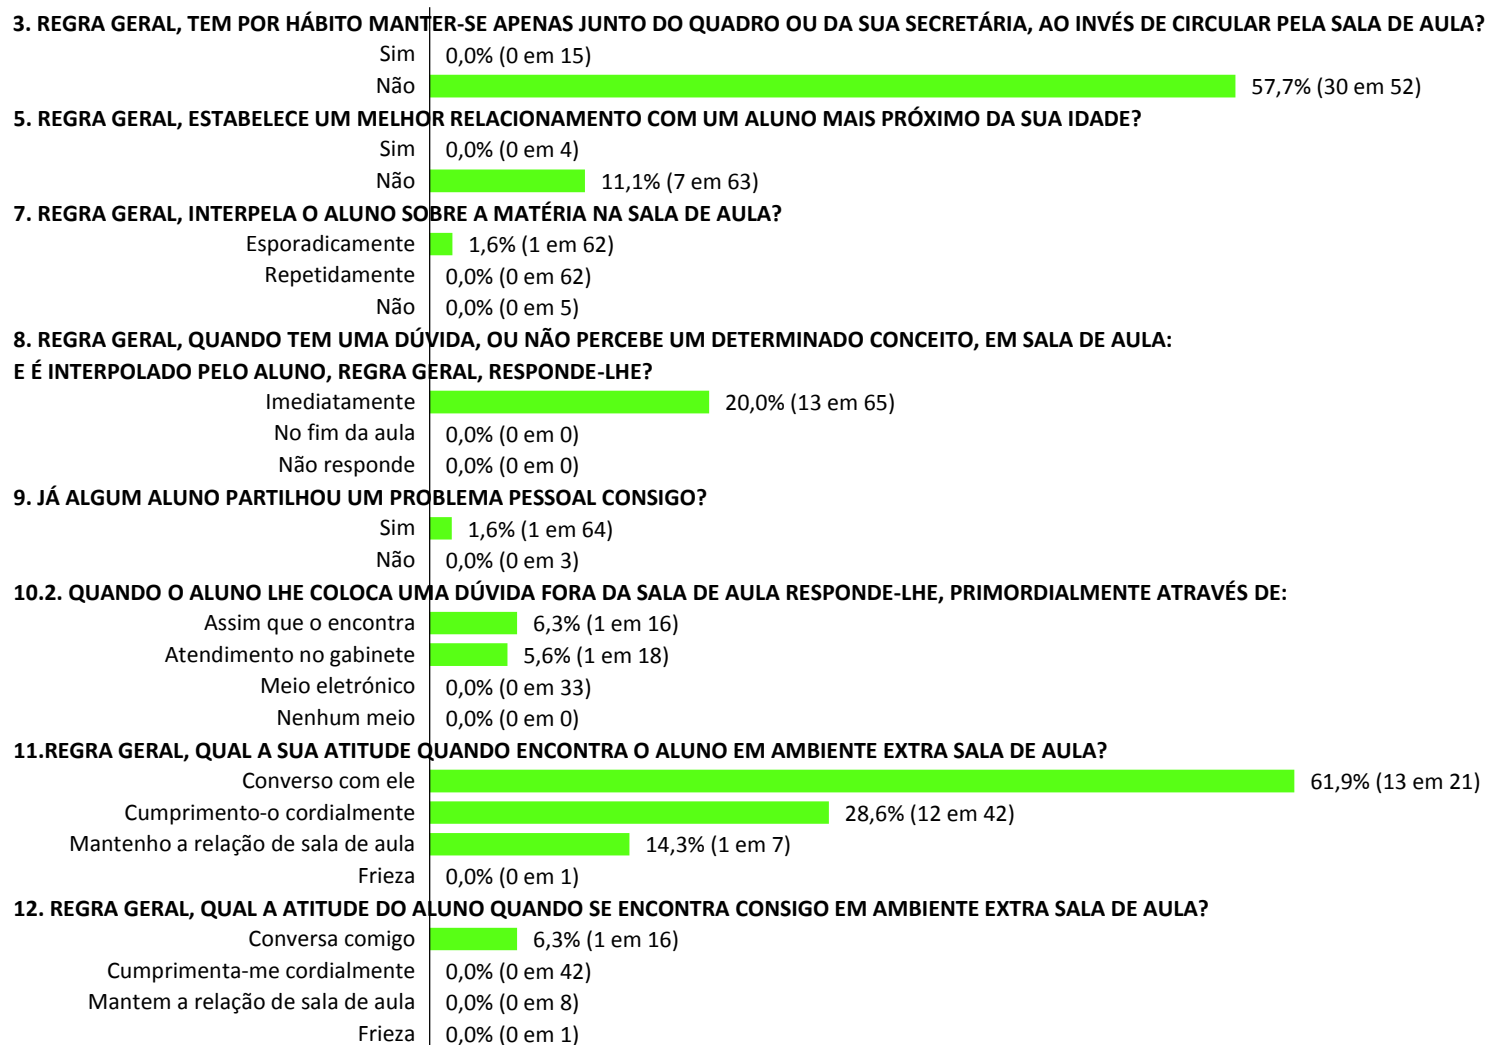 3. REGRA GERAL, TEM POR HÁBITO MANTER-SE APENAS JUNTO DO QUADRO OU DA SUA SECRETÁRIA, AO INVÉS DE CIRCULAR PELA SALA DE AULA?
Sim 0,0% (0 em 15)
Não 57,7% (30 em 52)
5. REGRA GERAL, ESTABELECE UM MELHOR RELACIONAMENTO COM UM ALUNO MAIS PRÓXIMO DA SUA IDADE?
Sim 0,0% (0 em 4)
Não 11,1% (7 em 63)
7. REGRA GERAL, INTERPELA O ALUNO SOBRE A MATÉRIA NA SALA DE AULA?
Esporadicamente 1,6% (1 em 62)
Repetidamente 0,0% (0 em 62)
Não 0,0% (0 em 5)
8. REGRA GERAL, QUANDO TEM UMA DÚVIDA, OU NÃO PERCEBE UM DETERMINADO CONCEITO, EM SALA DE AULA:
E É INTERPOLADO PELO ALUNO, REGRA GERAL, RESPONDE-LHE?
Imediatamente 20,0% (13 em 65)
No fim da aula 0,0% (0 em 0)
Não responde 0,0% (0 em 0)
9. JÁ ALGUM ALUNO PARTILHOU UM PROBLEMA PESSOAL CONSIGO?
Sim 1,6% (1 em 64)
Não 0,0% (0 em 3)
10.2. QUANDO O ALUNO LHE COLOCA UMA DÚVIDA FORA DA SALA DE AULA RESPONDE-LHE, PRIMORDIALMENTE ATRAVÉS DE:
Assim que o encontra 6,3% (1 em 16)
Atendimento no gabinete 5,6% (1 em 18)
Meio eletrónico 0,0% (0 em 33)
Nenhum meio 0,0% (0 em 0)
11.REGRA GERAL, QUAL A SUA ATITUDE QUANDO ENCONTRA O ALUNO EM AMBIENTE EXTRA SALA DE AULA?
Converso com ele 61,9% (13 em 21)
Cumprimento-o cordialmente 28,6% (12 em 42)
Mantenho a relação de sala de aula 14,3% (1 em 7)
Frieza 0,0% (0 em 1)
12. REGRA GERAL, QUAL A ATITUDE DO ALUNO QUANDO SE ENCONTRA CONSIGO EM AMBIENTE EXTRA SALA DE AULA?
Conversa comigo 6,3% (1 em 16)
Cumprimenta-me cordialmente 0,0% (0 em 42)
Mantem a relação de sala de aula 0,0% (0 em 8)
Frieza 0,0% (0 em 1)